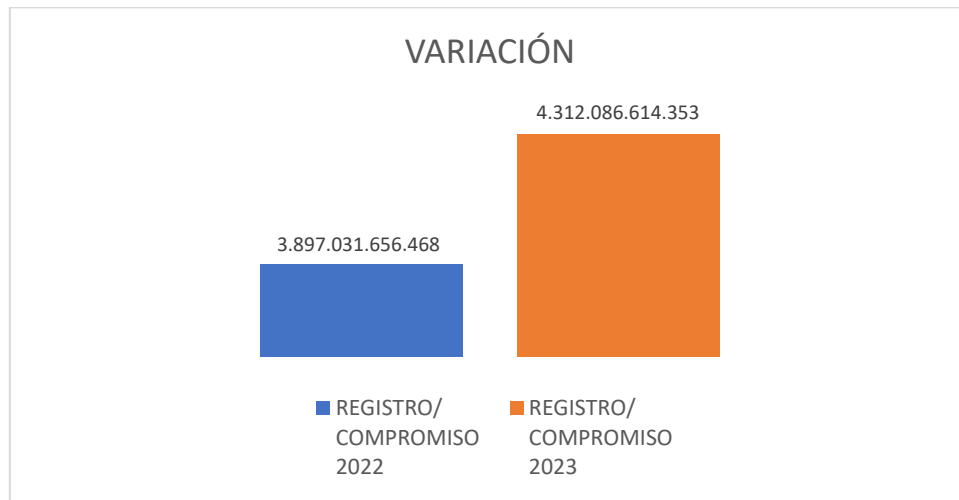 VARIACIÓN
4.312.086.614.353
3.897.031.656.468
REGISTRO/
COMPROMISO
2022
REGISTRO/
COMPROMISO
2023